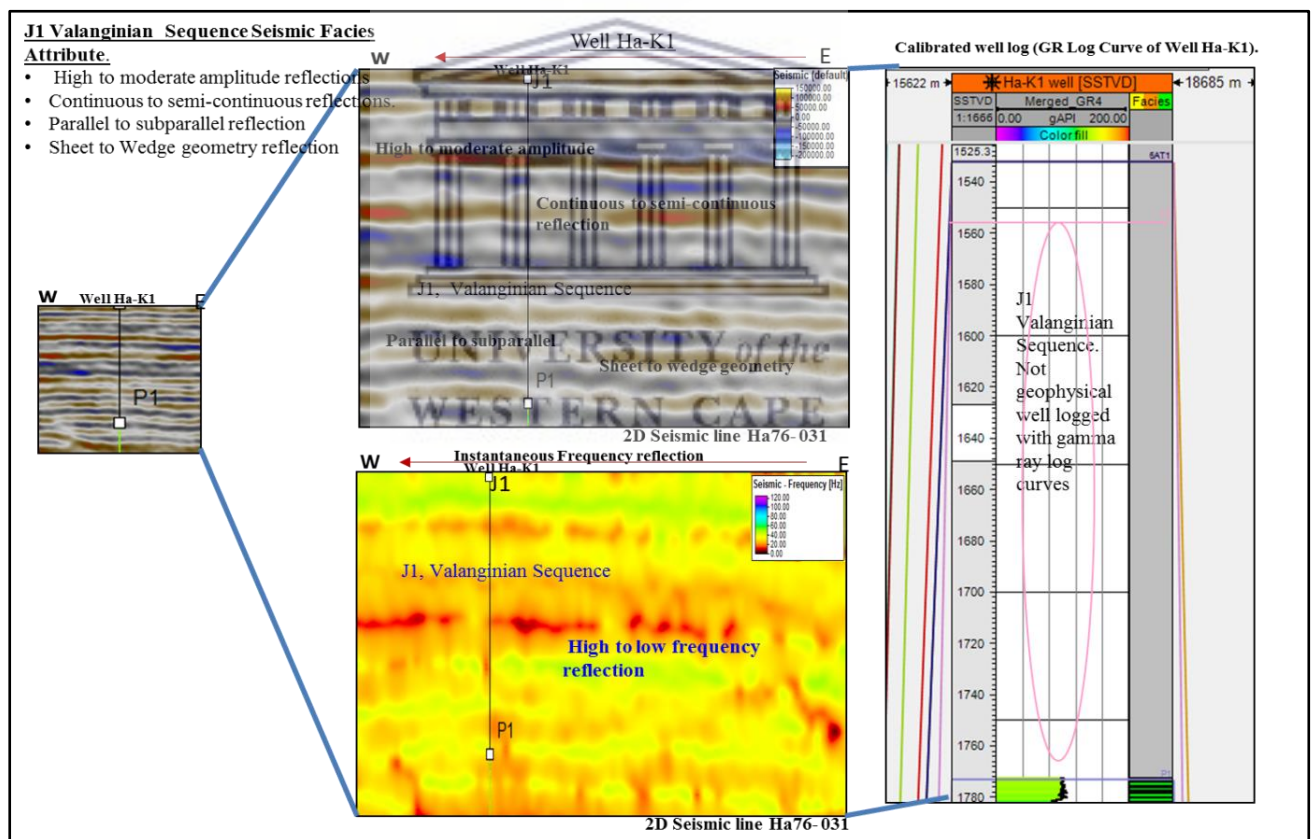 J1 Valanginian Sequence Seismic Facies
Attribute.
• High to moderate amplitude reflections
• Continuous to semi-continuous reflections.
• Parallel to subparallel reflection
• Sheet to Wedge geometry reflection
W Well Ha-K1 E
P1
Well Ha-K1
W E
Well Ha-K1
J1
Seismic (default)
150000.00
100000.00
50000.00
0.00
-50000.00
-100000.00
-150000.00
-200000.00
High to moderate amplitude
Continuous to semi-continuous
reflection
J1, Valanginian Sequence
Parallel to subparallel
UNIVERSITY of the
Sheet to wedge geometry
P1
WESTERN CAPE
2D Seismic line Ha76-031
Instantaneous Frequency reflection
W E
Well Ha-K1
J1
Seismic - Frequency [Hz]
120.00
100.00
80.00
60.00
40.00
20.00
0.00
J1, Valanginian Sequence
High to low frequency
reflection
P1
2D Seismic line Ha76-031
Calibrated well log (GR Log Curve of Well Ha-K1).
15622 m Ha-K1 well [SSTVD] 18685 m
SSTVD Merged_GR4 Facies
1:1666 0.00 gAPI 200.00
Color fill
1525.3
1540
1560
1580
1600
1620
1640
1660
1680
1700
1720
1740
1760
1780
J1
Valanginian
Sequence.
Not
geophysical
well logged
with gamma
ray log
curves
P1